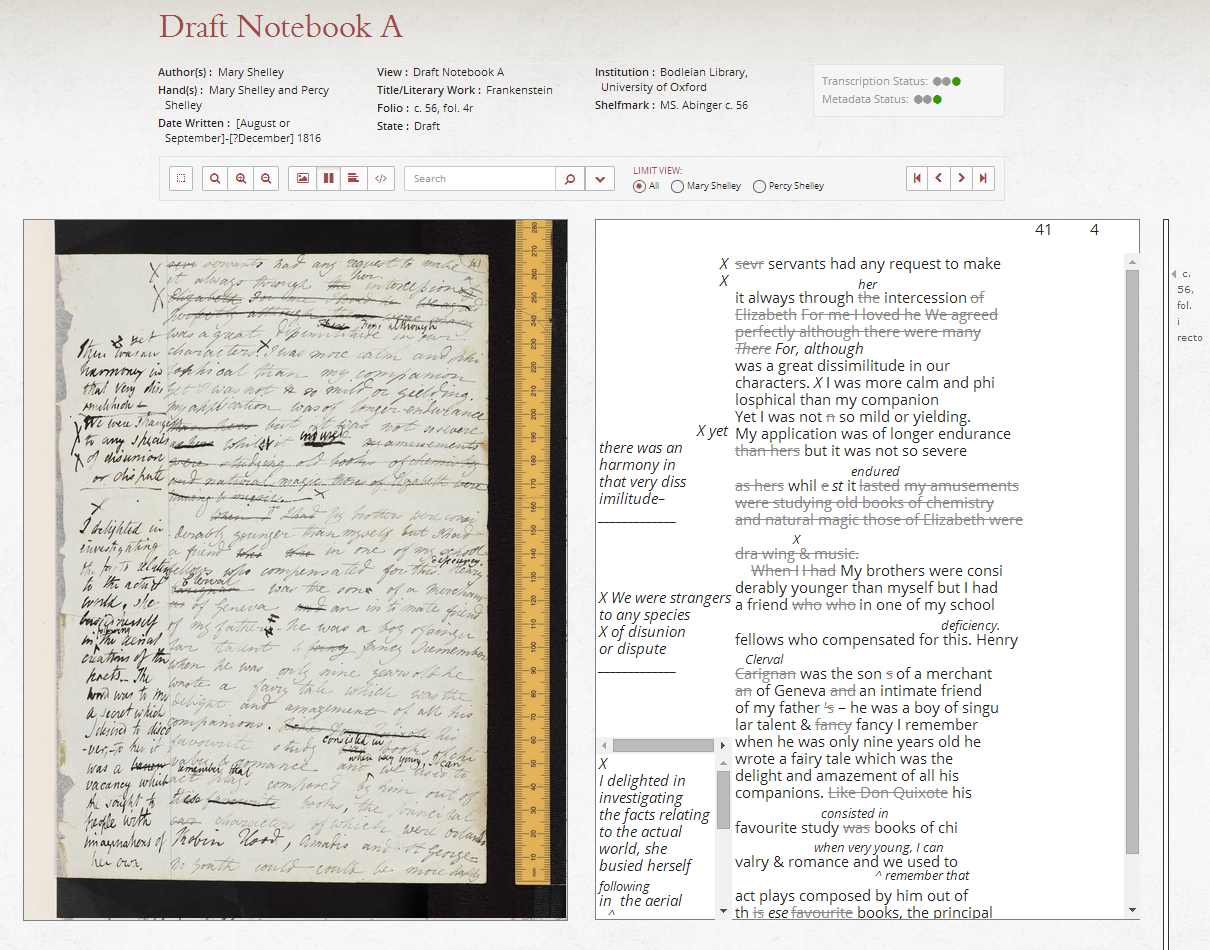 Draft Notebook A
Author(s) : Mary Shelley
Hand(s) : Mary Shelley and Percy
Shelley
Date Written : [August or
September]-[?December] 1816
View : Draft Notebook A
Title/Literary Work : Frankenstein
Folio : c. 56, fol. 4r
State : Draft
Institution : Bodleian Library,
University of Oxford
Shelfmark : MS. Abinger c. 56
Transcription Status:
Metadata Status:
</>
Search
LIMIT VIEW:
All Mary Shelley Percy Shelley
41 4
X sevr servants had any request to make
X
her
it always through the intercession of
Elizabeth For me I loved he We agreed
perfectly although there were many
There For, although
was a great dissimilitude in our
characters. X I was more calm and phi
losphical than my companion
Yet I was not n so mild or yielding.
X yet My application was of longer endurance
than hers but it was not so severe
endured
as hers whil e st it lasted my amusements
were studying old books of chemistry
and natural magic those of Elizabeth were
X
dra wing & music.
When I I had My brothers were consi
derably younger than myself but I had
a friend who who in one of my school
deficiency.
fellows who compensated for this. Henry
Clerval
Carignan was the son s of a merchant
an of Geneva and an intimate friend
of my father 's – he was a boy of singu
lar talent & fancy fancy I remember
when he was only nine years old he
wrote a fairy tale which was the
delight and amazement of all his
companions. Like Don Quixote his
consisted in
favourite study was books of chi
when very young, I can
valry & romance and we used to
^ remember that
act plays composed by him out of
th is ese favourite books, the principal
there was an
harmony in
that very diss
imilitude–
____________
X We were strangers
to any species
X of disunion
or dispute
____________
X
I delighted in
investigating
the facts relating
to the actual
world, she
busied herself
following
in the aerial
^
c.
56,
fol.
i
recto